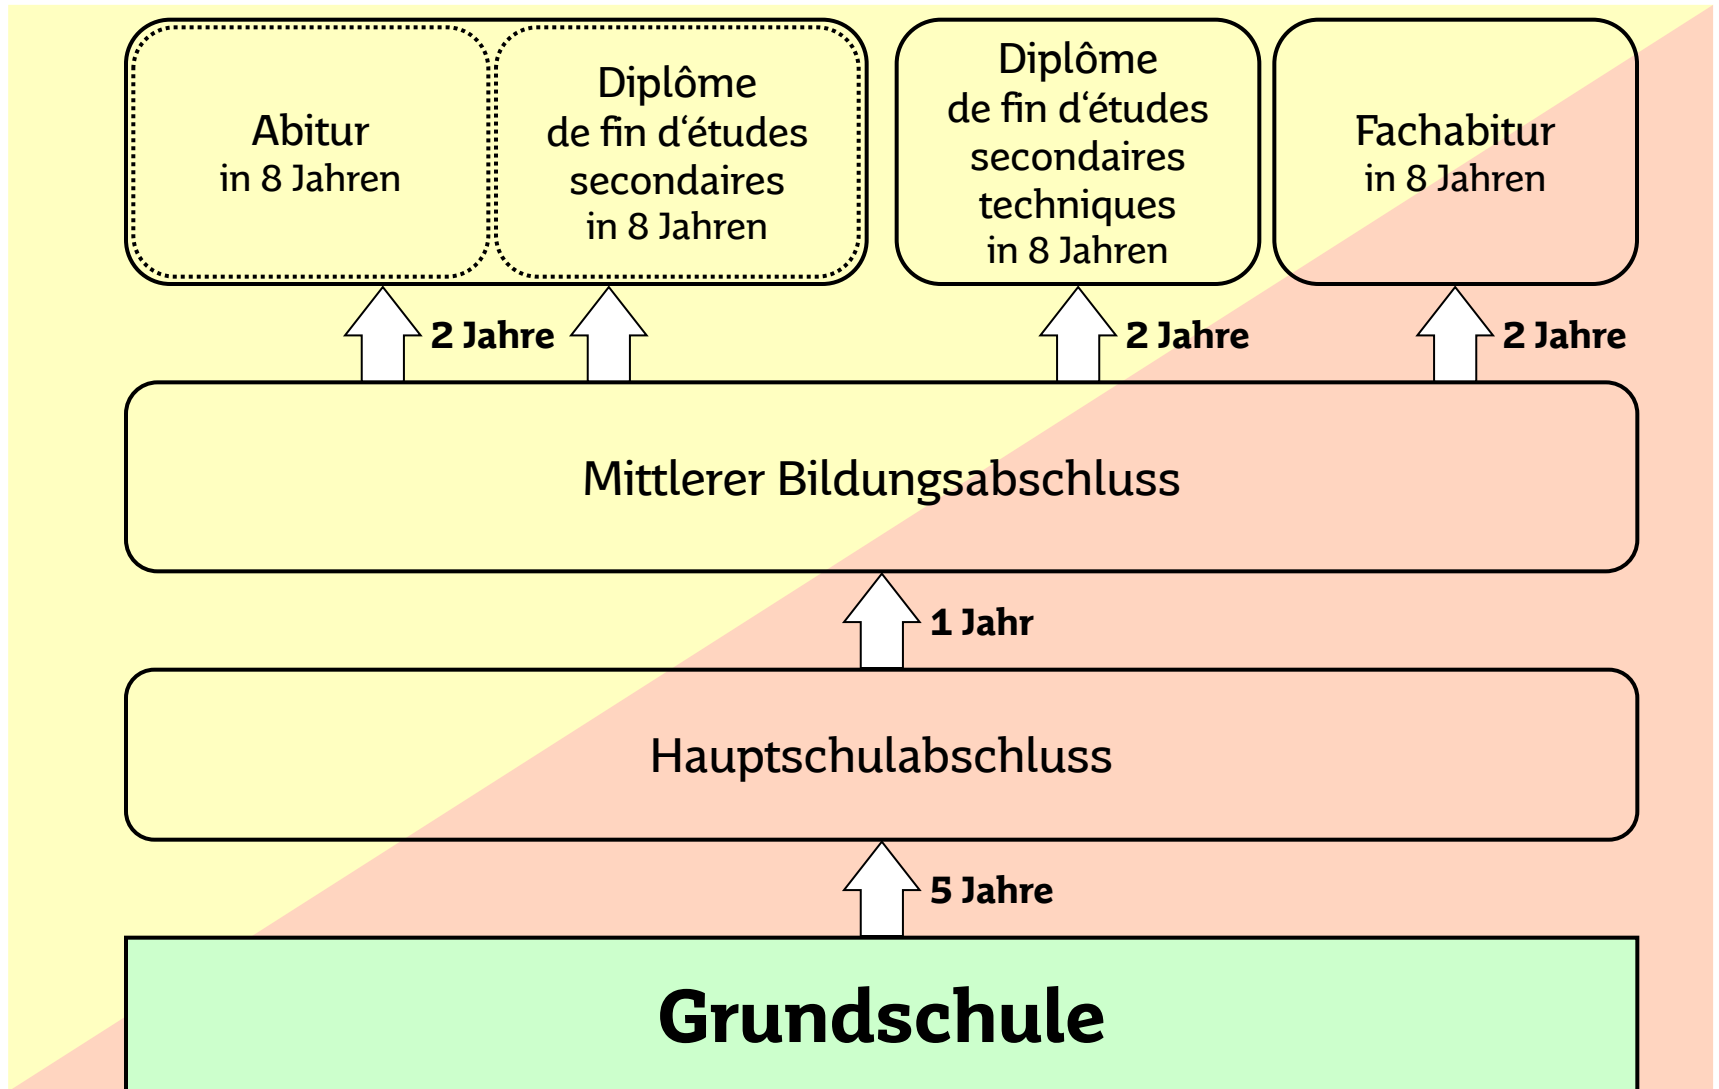 Abitur
in 8 Jahren
Diplôme
de fin d‘études
secondaires
in 8 Jahren
Diplôme
de fin d‘études
secondaires
techniques
in 8 Jahren
Fachabitur
in 8 Jahren
2 Jahre
2 Jahre
2 Jahre
Mittlerer Bildungsabschluss
1 Jahr
Hauptschulabschluss
5 Jahre
Grundschule